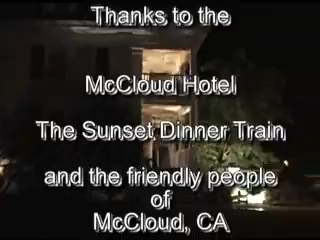 Thanks to the
McCloud Hotel
The Sunset Dinner Train
and the friendly people
of
McCloud, CA